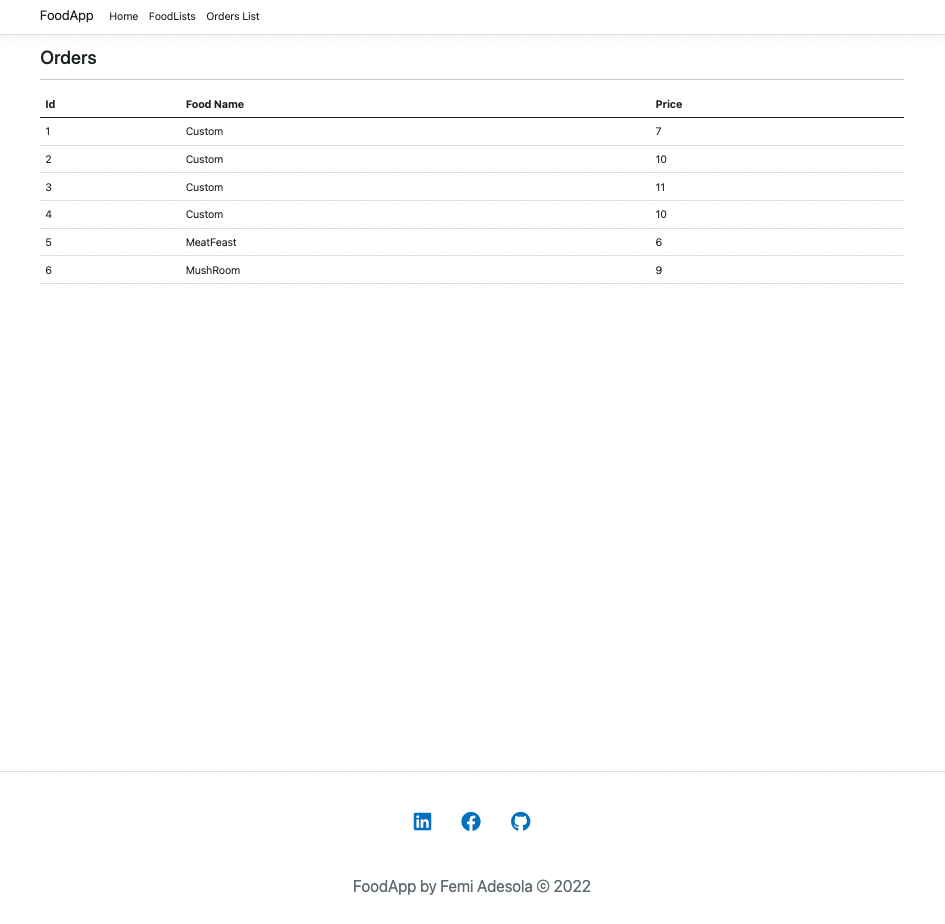 FoodApp Home FoodLists Orders List
Orders
Id Food Name Price
1 Custom 7
2 Custom 10
3 Custom 11
4 Custom 10
5 MeatFeast 6
6 MushRoom 9
in
FoodApp by Femi Adesola © 2022